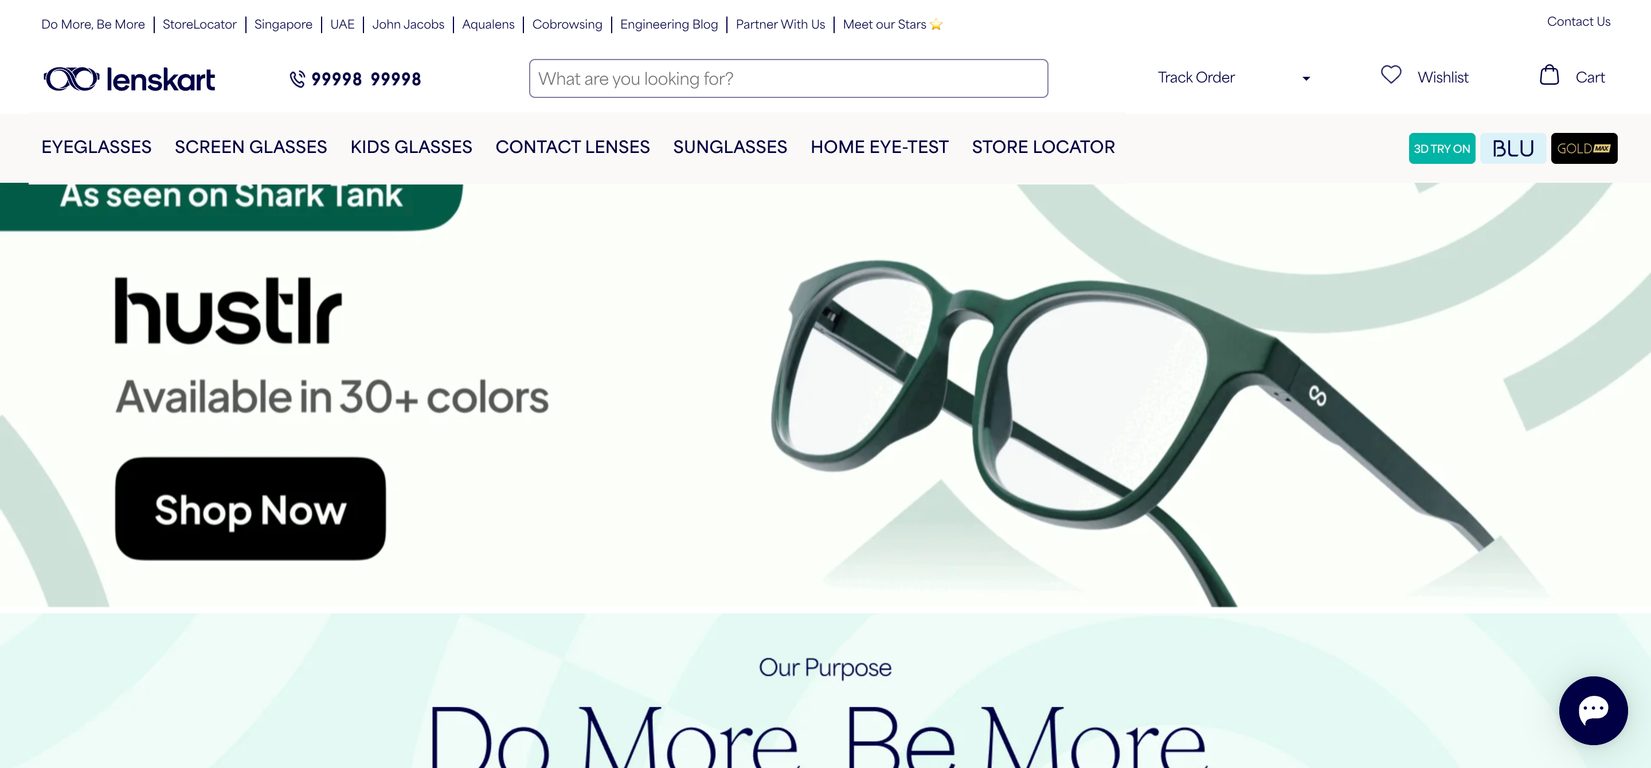 Do More, Be More | StoreLocator | Singapore | UAE | John Jacobs | Aqualens | Cobrowsing | Engineering Blog | Partner With Us | Meet our Stars ⭐ Contact Us
lenskart 99998 99998 What are you looking for? Track Order Wishlist Cart
EYEGLASSES SCREEN GLASSES KIDS GLASSES CONTACT LENSES SUNGLASSES HOME EYE-TEST STORE LOCATOR 3D TRY ON BLU GOLD MAX
As seen on Shark Tank
hustlr
Available in 30+ colors
Shop Now
Our Purpose
Do More, Be More